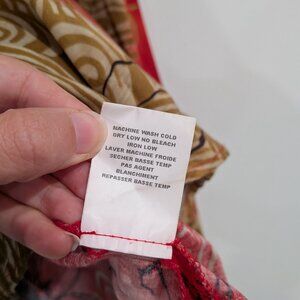 MACHINE WASH COLD
DRY LOW NO BLEACH
IRON LOW
LAVER MACHINE FROIDE
SECHER BASSE TEMP
PAS AGENT
BLANCHIMENT
REPASSER BASSE TEMP